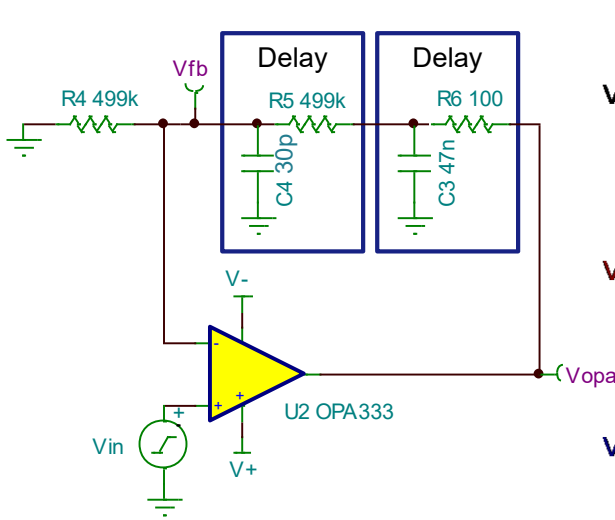 Delay
Delay
Vfb
R4 499k
R5 499k
R6 100
C4 30p
C3 47n
V-
-
+
+
U2 OPA333
Vopa
+
Vin
V+
V
V
V